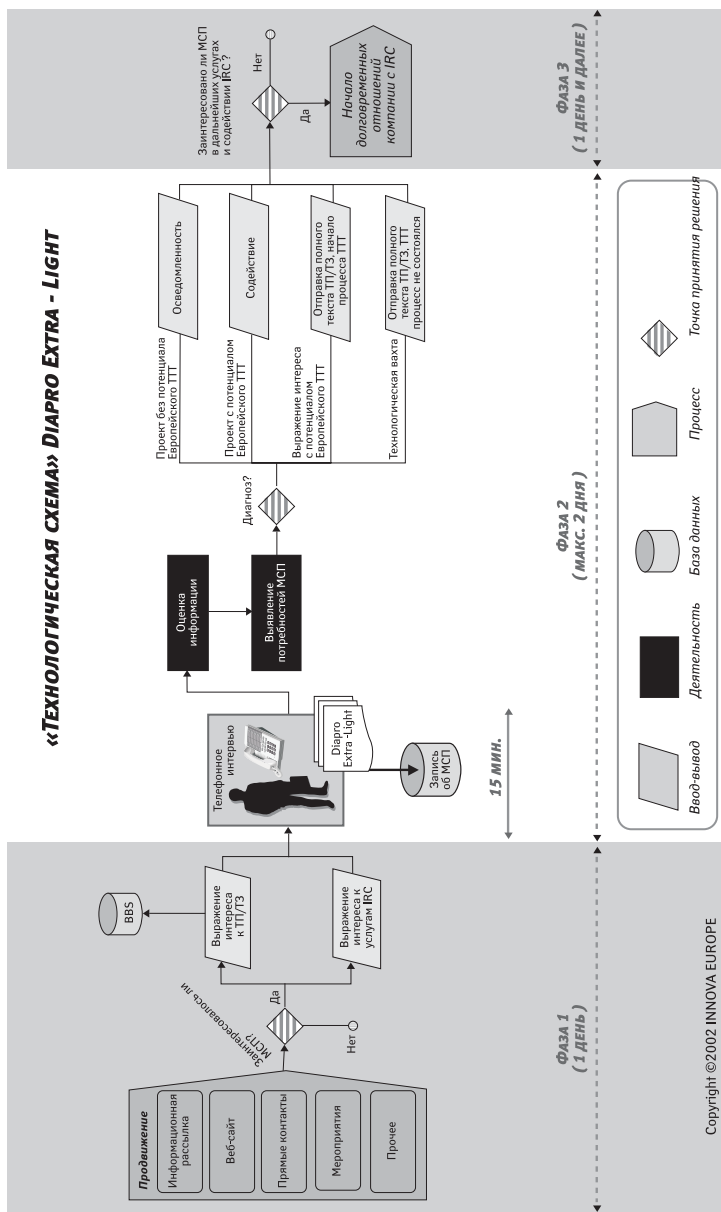 «ТЕХНОЛОГИЧЕСКАЯ СХЕМА» DIAPRO EXTRA - LIGHT
Продвижение
Информационная
рассылка
Веб-сайт
Прямые контакты
Мероприятия
Прочее
Заинтересовалось ли
МСП?
Да
Нет
BBS
Выражение
интереса
к ТП/ТЗ
Выражение
интереса к
услугам IRC
Телефонное
интервью
Diapro
Extra -Light
Запись
об МСП
15 МИН.
Оценка
информации
Выявление
потребностей МСП
Диагноз?
Проект без потенциала
Европейского ТТТ
Осведомленность
Проект с потенциалом
Европейского ТТТ
Содействие
Выражение интереса
с потенциалом
Европейского ТТТ
Отправка полного
текста ТП/ТЗ, начало
процесса ТТТ
Технологическая вахта
Отправка полного
текста ТП/ТЗ, ТТТ
процесс не состоялся
Заинтересовано ли МСП
в дальнейших услугах
и содействии IRC ?
Нет
Да
Начало
долговременных
отношений
компании с IRC
ФАЗА 1
( 1 ДЕНЬ )
ФАЗА 2
( МАКС. 2 ДНЯ )
ФАЗА 3
( 1 ДЕНЬ И ДАЛЕЕ )
Ввод-вывод
Деятельность
База данных
Процесс
Точка принятия решения
Copyright ©2002 INNOVA EUROPE